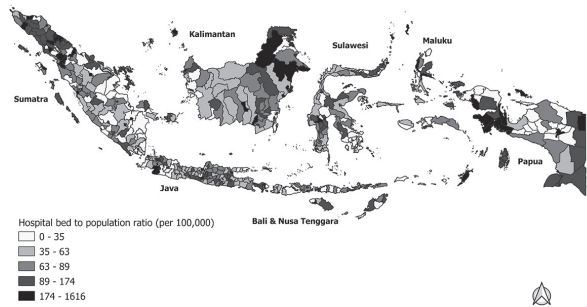 Kalimantan
Sulawesi
Maluku
Sumatra
Papua
Java
Bali & Nusa Tenggara
Hospital bed to population ratio (per 100,000)
0 - 35
35 - 63
63 - 89
89 - 174
174 - 1616